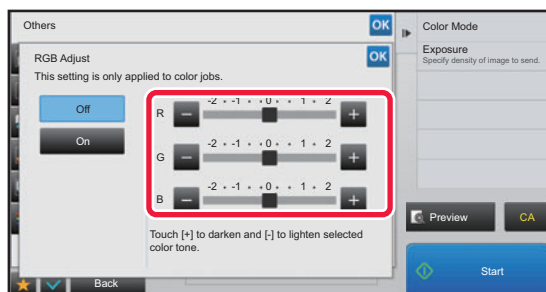 Others
OK
RGB Adjust
OK
This setting is only applied to color jobs.
Off
On
R - -2 • -1 • • 0 • • 1 • 2 +
G - -2 • -1 • • 0 • • 1 • 2 +
B - -2 • -1 • • 0 • • 1 • 2 +
Touch [+] to darken and [-] to lighten selected
color tone.
Back
Color Mode
Exposure
Specify density of image to send.
Preview
CA
Start